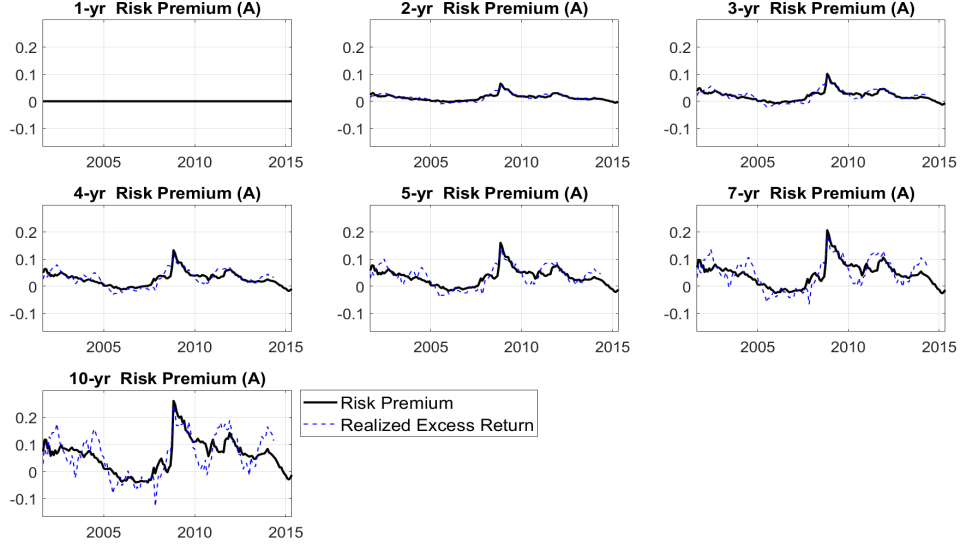 1-yr Risk Premium (A)
0.2
0.1
0
-0.1
2005 2010 2015
2-yr Risk Premium (A)
0.2
0.1
0
-0.1
2005 2010 2015
3-yr Risk Premium (A)
0.2
0.1
0
-0.1
2005 2010 2015
4-yr Risk Premium (A)
0.2
0.1
0
-0.1
2005 2010 2015
5-yr Risk Premium (A)
0.2
0.1
0
-0.1
2005 2010 2015
7-yr Risk Premium (A)
0.2
0.1
0
-0.1
2005 2010 2015
10-yr Risk Premium (A)
0.2
0.1
0
-0.1
2005 2010 2015
Risk Premium
Realized Excess Return